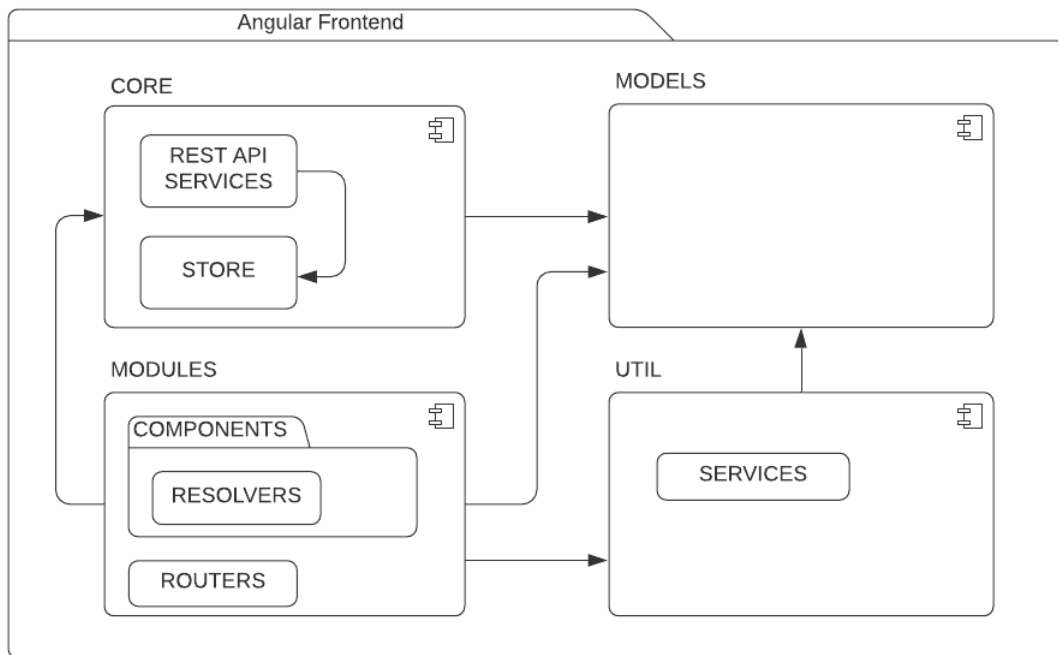 Angular Frontend
CORE
REST API
SERVICES
STORE
MODELS
MODULES
COMPONENTS
RESOLVERS
ROUTERS
UTIL
SERVICES